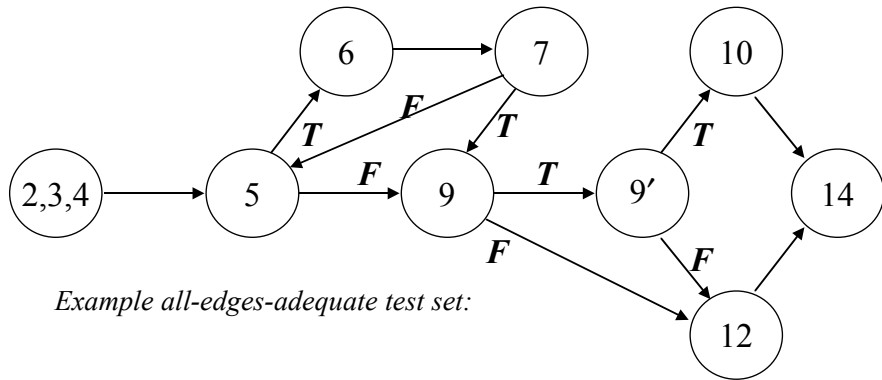 6
7
10
F
T
T
T
2,3,4
5
F
9
T
9′
14
F
F
Example all-edges-adequate test set:
12